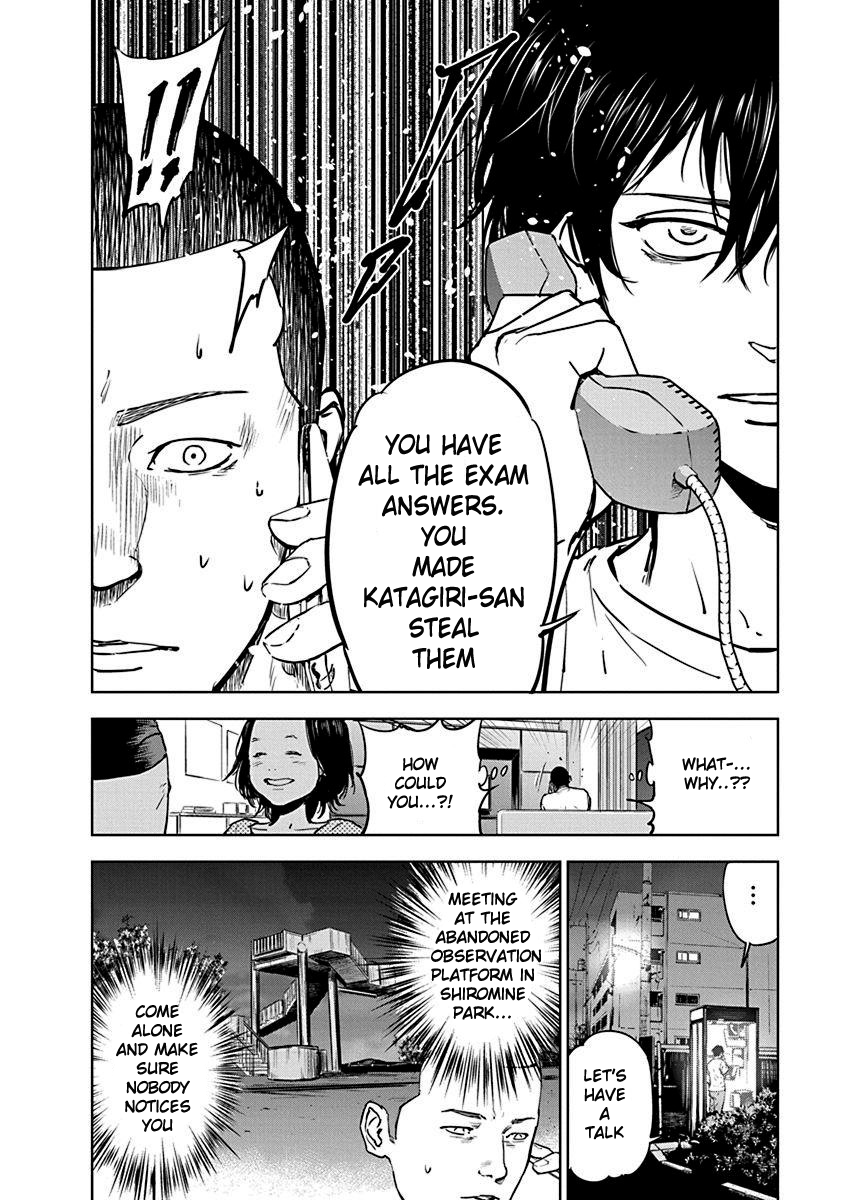 !!
YOU HAVE
ALL THE EXAM
ANSWERS.
YOU
MADE
KATAGIRI-SAN
STEAL
THEM
WHAT-...
WHY..??
HOW
COULD
YOU...?!
...
LET'S
HAVE
A
TALK
MEETING
AT THE
ABANDONED
OBSERVATION
PLATFORM IN
SHIROMINE
PARK...
COME
ALONE
AND MAKE
SURE
NOBODY
NOTICES
YOU